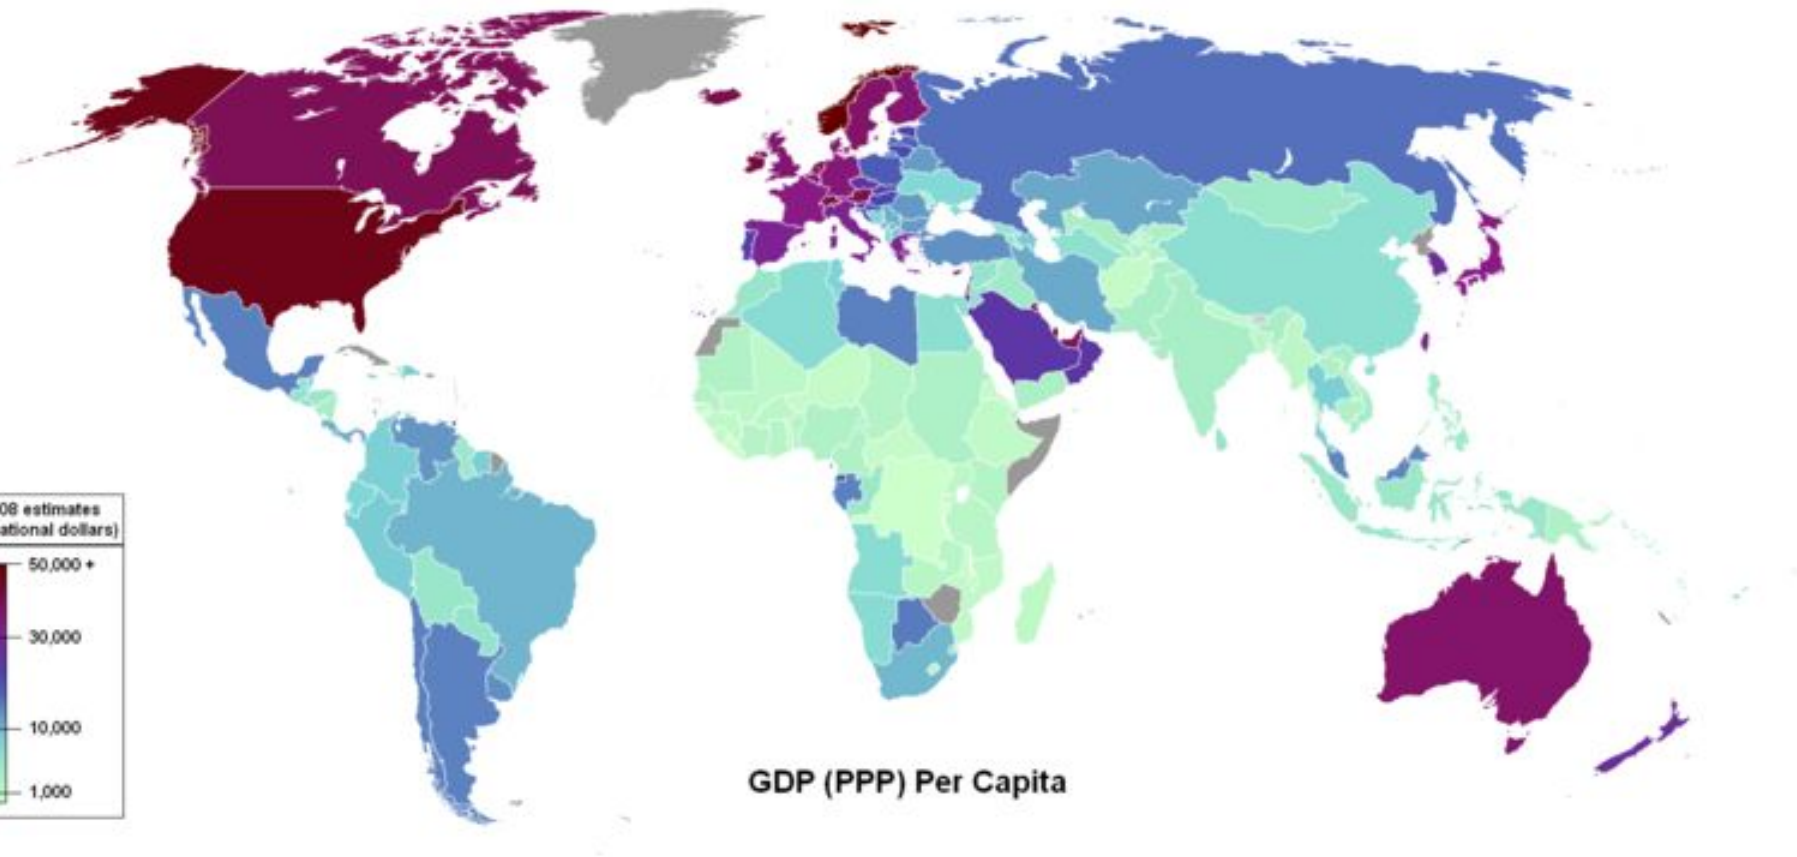 08 estimates
ational dollars)
50,000 +
30,000
10,000
1,000
GDP (PPP) Per Capita